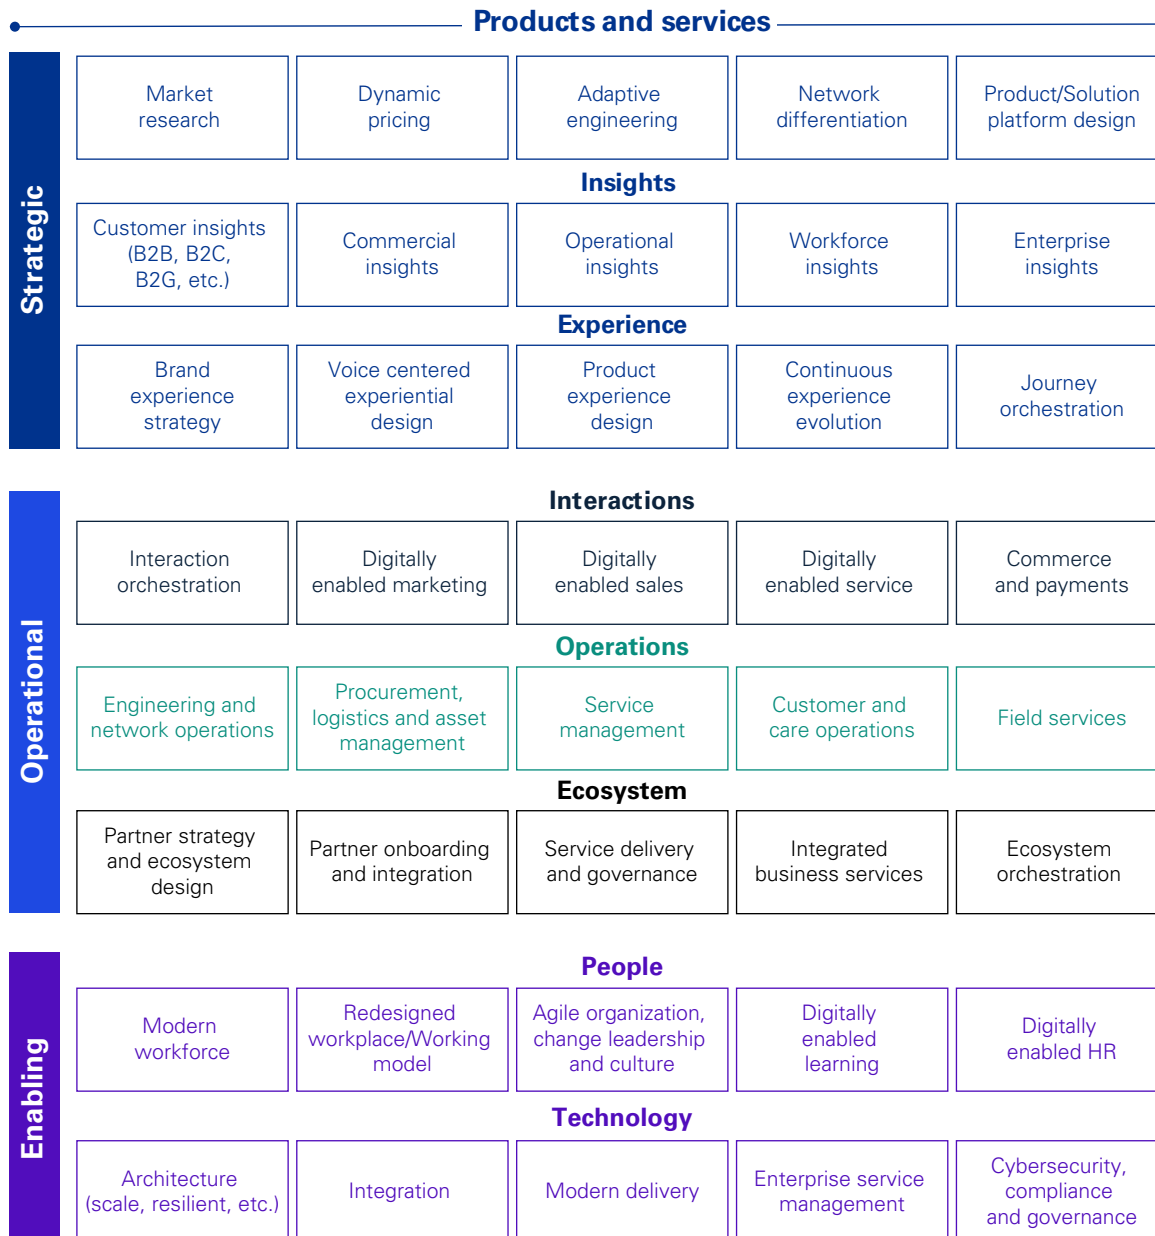 Products and services
Strategic
Market
research
Dynamic
pricing
Adaptive
engineering
Network
differentiation
Product/Solution
platform design
Insights
Customer insights
(B2B, B2C,
B2G, etc.)
Commercial
insights
Operational
insights
Workforce
insights
Enterprise
insights
Experience
Brand
experience
strategy
Voice centered
experiential
design
Product
experience
design
Continuous
experience
evolution
Journey
orchestration
Operational
Interactions
Interaction
orchestration
Digitally
enabled marketing
Digitally
enabled sales
Digitally
enabled service
Commerce
and payments
Operations
Engineering and
network operations
Procurement,
logistics and asset
management
Service
management
Customer and
care operations
Field services
Ecosystem
Partner strategy
and ecosystem
design
Partner onboarding
and integration
Service delivery
and governance
Integrated
business services
Ecosystem
orchestration
Enabling
People
Modern
workforce
Redesigned
workplace/Working
model
Agile organization,
change leadership
and culture
Digitally
enabled
learning
Digitally
enabled HR
Technology
Architecture
(scale, resilient, etc.)
Integration
Modern delivery
Enterprise service
management
Cybersecurity,
compliance
and governance